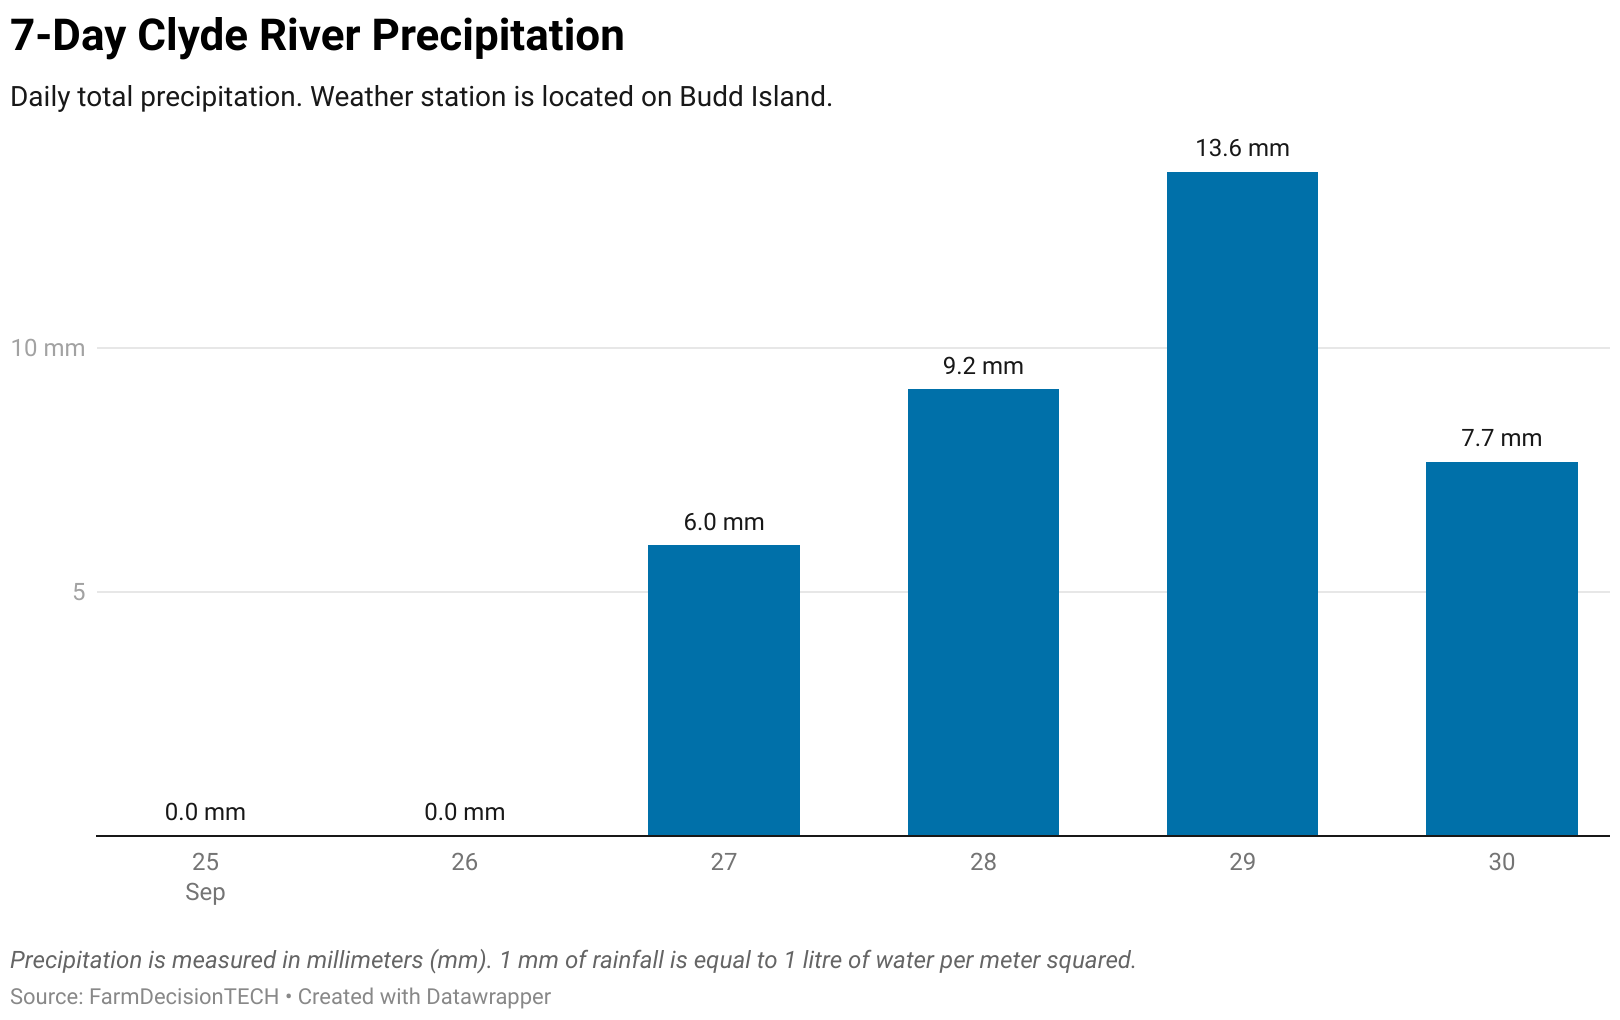 7-Day Clyde River Precipitation
Daily total precipitation. Weather station is located on Budd Island.
13.6 mm
10 mm
9.2 mm
7.7 mm
6.0 mm
5
0.0 mm
0.0 mm
25
26
27
28
29
30
Sep
Precipitation is measured in millimeters (mm). 1 mm of rainfall is equal to 1 litre of water per meter squared.
Source: FarmDecisionTECH • Created with Datawrapper